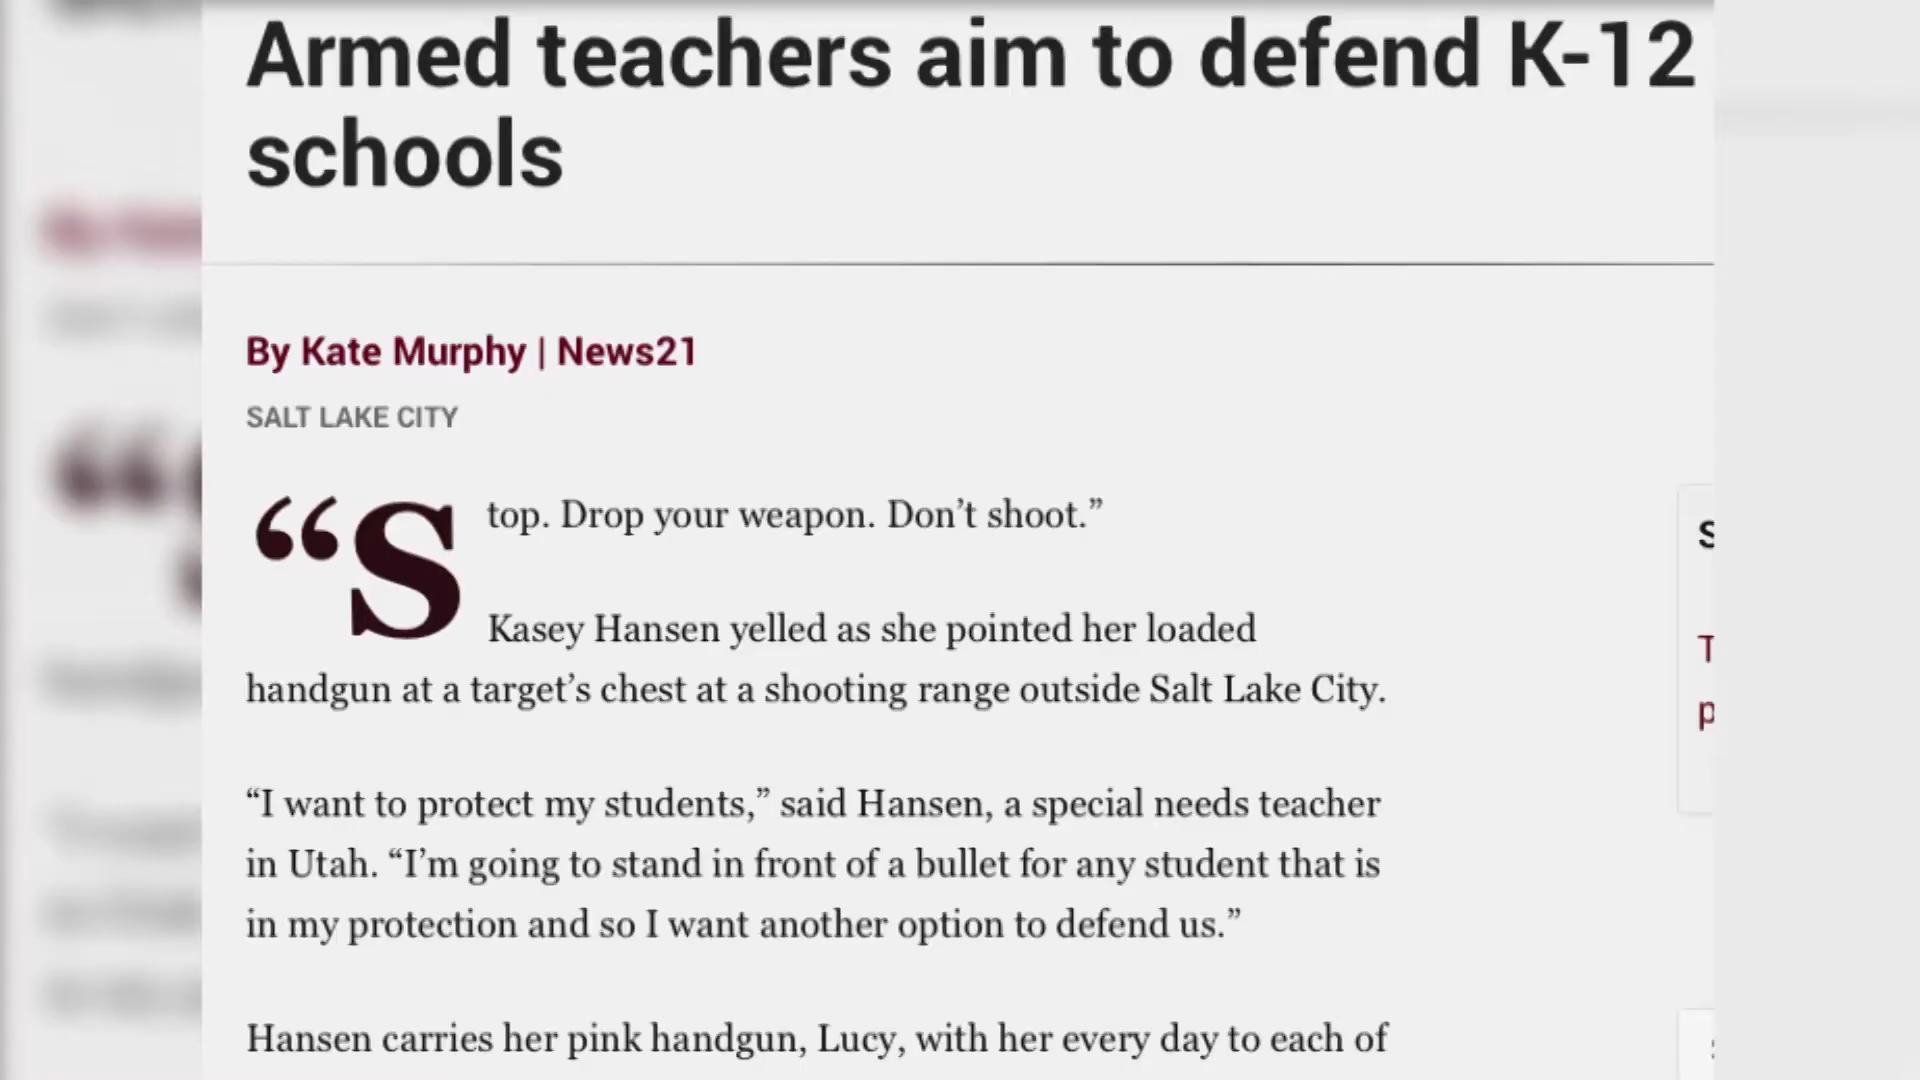 Armed teachers aim to defend K-12
schools
By Kate Murphy | News21
SALT LAKE CITY
“Stop. Drop your weapon. Don’t shoot.”
Kasey Hansen yelled as she pointed her loaded
handgun at a target’s chest at a shooting range outside Salt Lake City.
“I want to protect my students,” said Hansen, a special needs teacher
in Utah. “I’m going to stand in front of a bullet for any student that is
in my protection and so I want another option to defend us.”
Hansen carries her pink handgun, Lucy, with her every day to each of